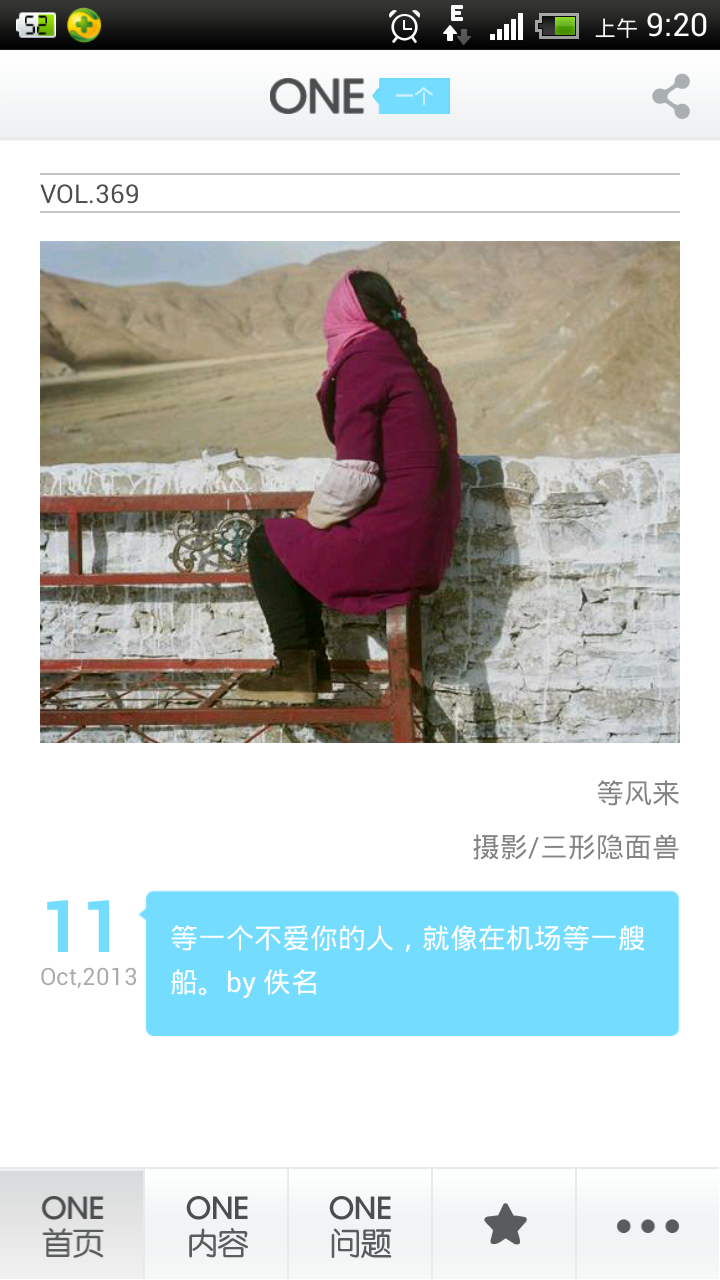 52
E
上午 9:20
ONE 一个
VOL.369
等风来
摄影/三形隐面兽
11
Oct,2013
等一个不爱你的人，就像在机场等一艘
船。by 佚名
ONE
首页
ONE
内容
ONE
问题